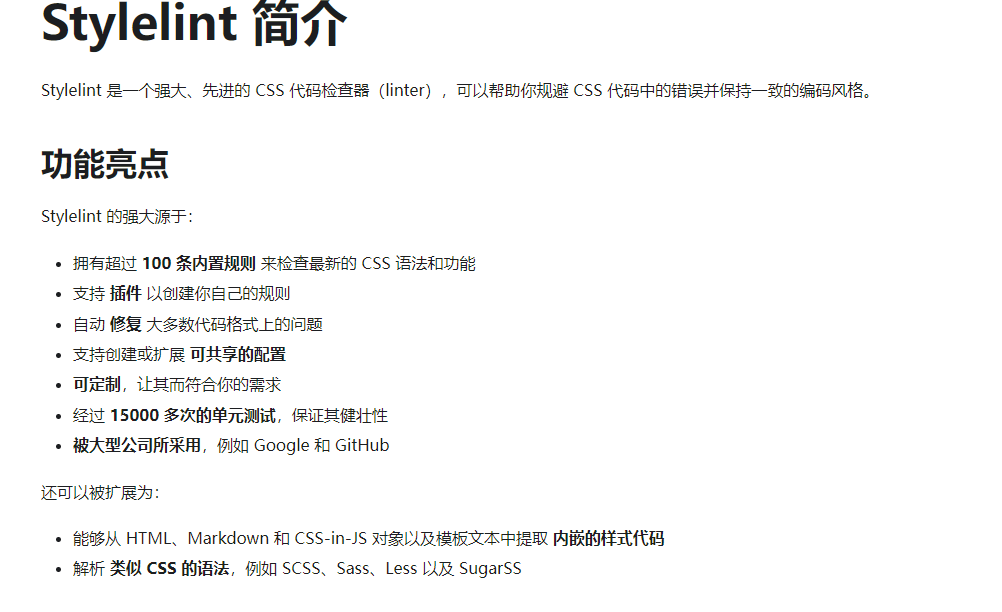 Stylelint 简介
Stylelint 是一个强大、先进的 CSS 代码检查器（linter），可以帮助你规避 CSS 代码中的错误并保持一致的编码风格。
功能亮点
Stylelint 的强大源于：
拥有超过 100 条内置规则 来检查最新的 CSS 语法和功能
支持 插件 以创建你自己的规则
自动 修复 大多数代码格式上的问题
支持创建或扩展 可共享的配置
可定制，让其而符合你的需求
经过 15000 多次的单元测试，保证其健壮性
被大型公司所采用，例如 Google 和 GitHub
还可以被扩展为：
能够从 HTML、Markdown 和 CSS-in-JS 对象以及模板文本中提取 内嵌的样式代码
解析 类似 CSS 的语法，例如 SCSS、Sass、Less 以及 SugarSS